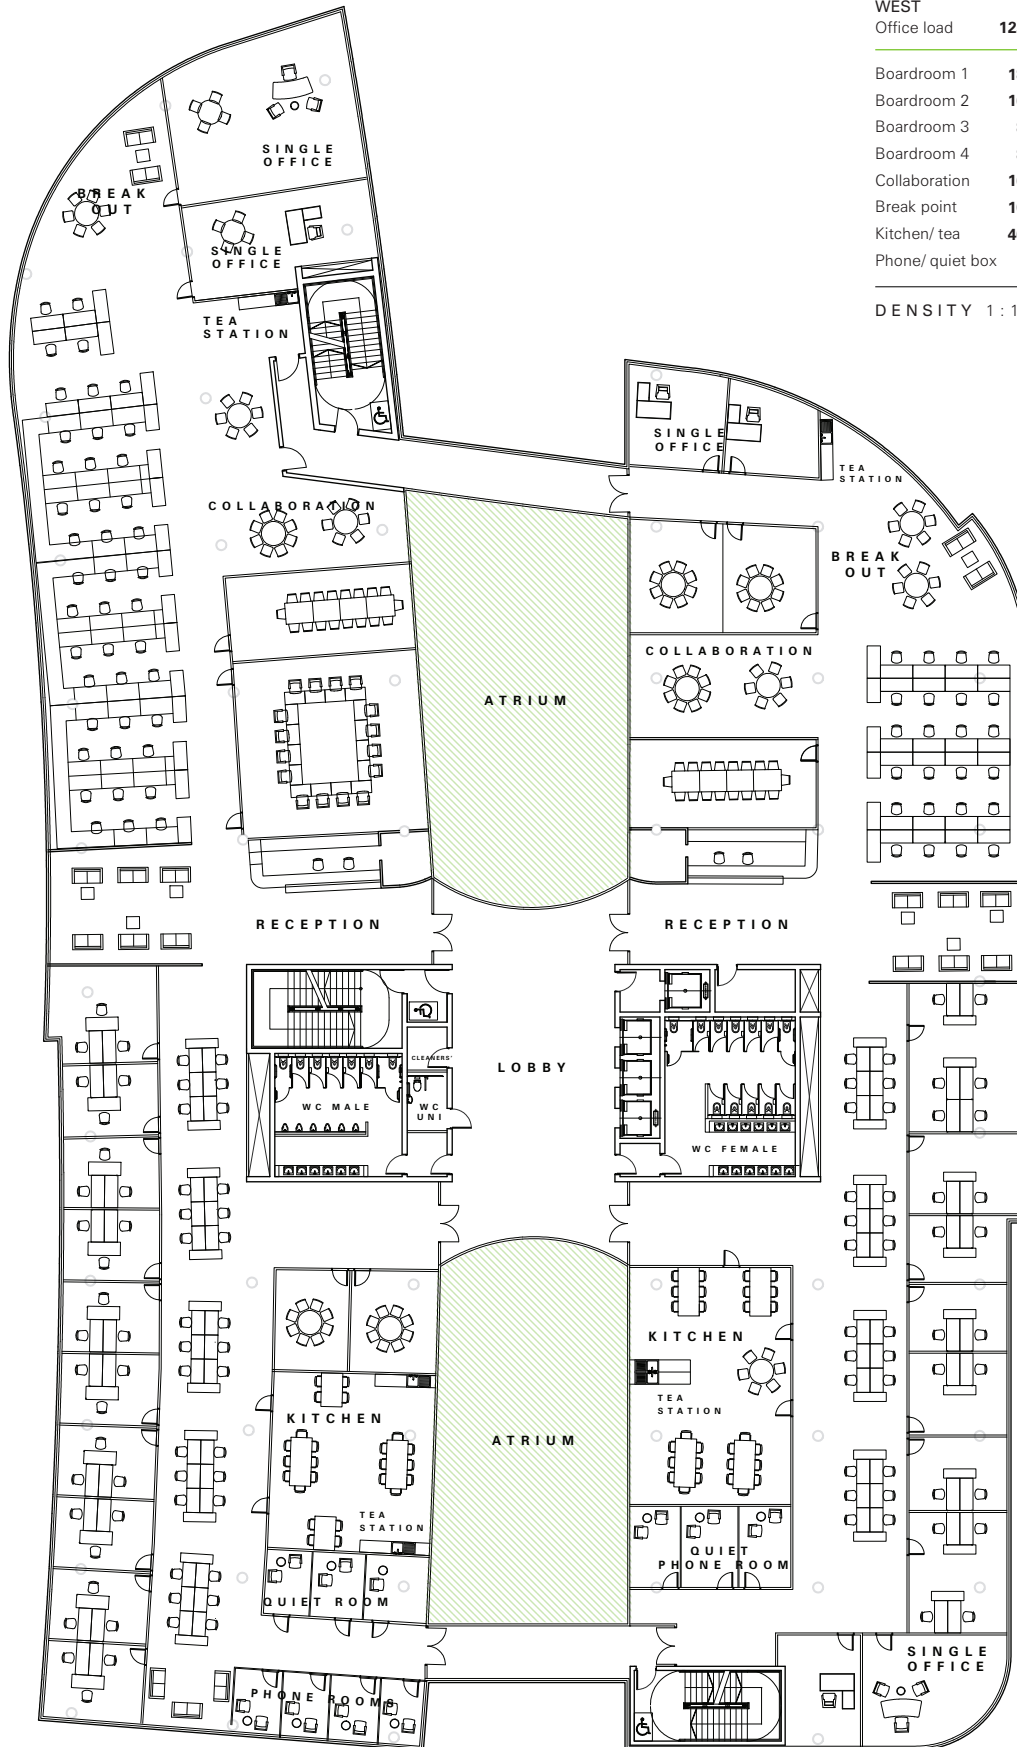 WEST
Office load
Boardroom 1
Boardroom 2
Boardroom 3
Boardroom 4
Collaboration
Break point
Kitchen/ tea
Phone/ quiet box
DENSITY
SINGLE
OFFICE
BREAK
OUT
SINGLE
OFFICE
TEA
STATION
SINGLE
OFFICE
TEA
STATION
COLLABORATION
BREAK
OUT
COLLABORATION
ATRIUM
RECEPTION
RECEPTION
CLEANERS'
LOBBY
WC MALE
WC
UNI
WC FEMALE
KITCHEN
TEA
STATION
KITCHEN
ATRIUM
TEA
STATION
QUIET
PHONE ROOM
QUIET ROOM
SINGLE
OFFICE
PHONE ROOMS